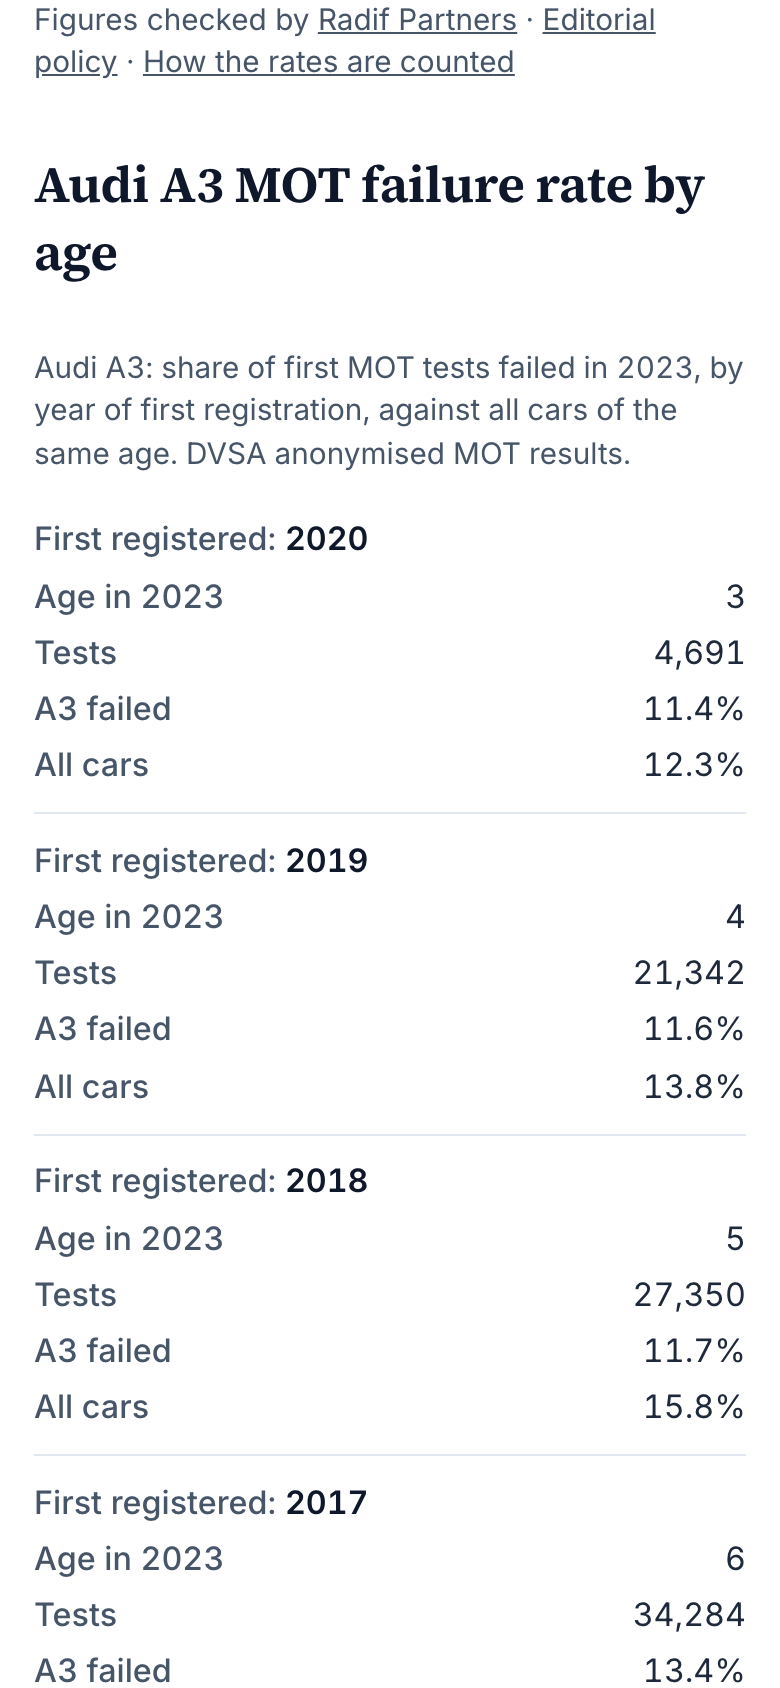 Figures checked by Radif Partners · Editorial
policy · How the rates are counted
Audi A3 MOT failure rate by
age
Audi A3: share of first MOT tests failed in 2023, by
year of first registration, against all cars of the
same age. DVSA anonymised MOT results.
First registered: 2020
Age in 2023 3
Tests 4,691
A3 failed 11.4%
All cars 12.3%
First registered: 2019
Age in 2023 4
Tests 21,342
A3 failed 11.6%
All cars 13.8%
First registered: 2018
Age in 2023 5
Tests 27,350
A3 failed 11.7%
All cars 15.8%
First registered: 2017
Age in 2023 6
Tests 34,284
A3 failed 13.4%